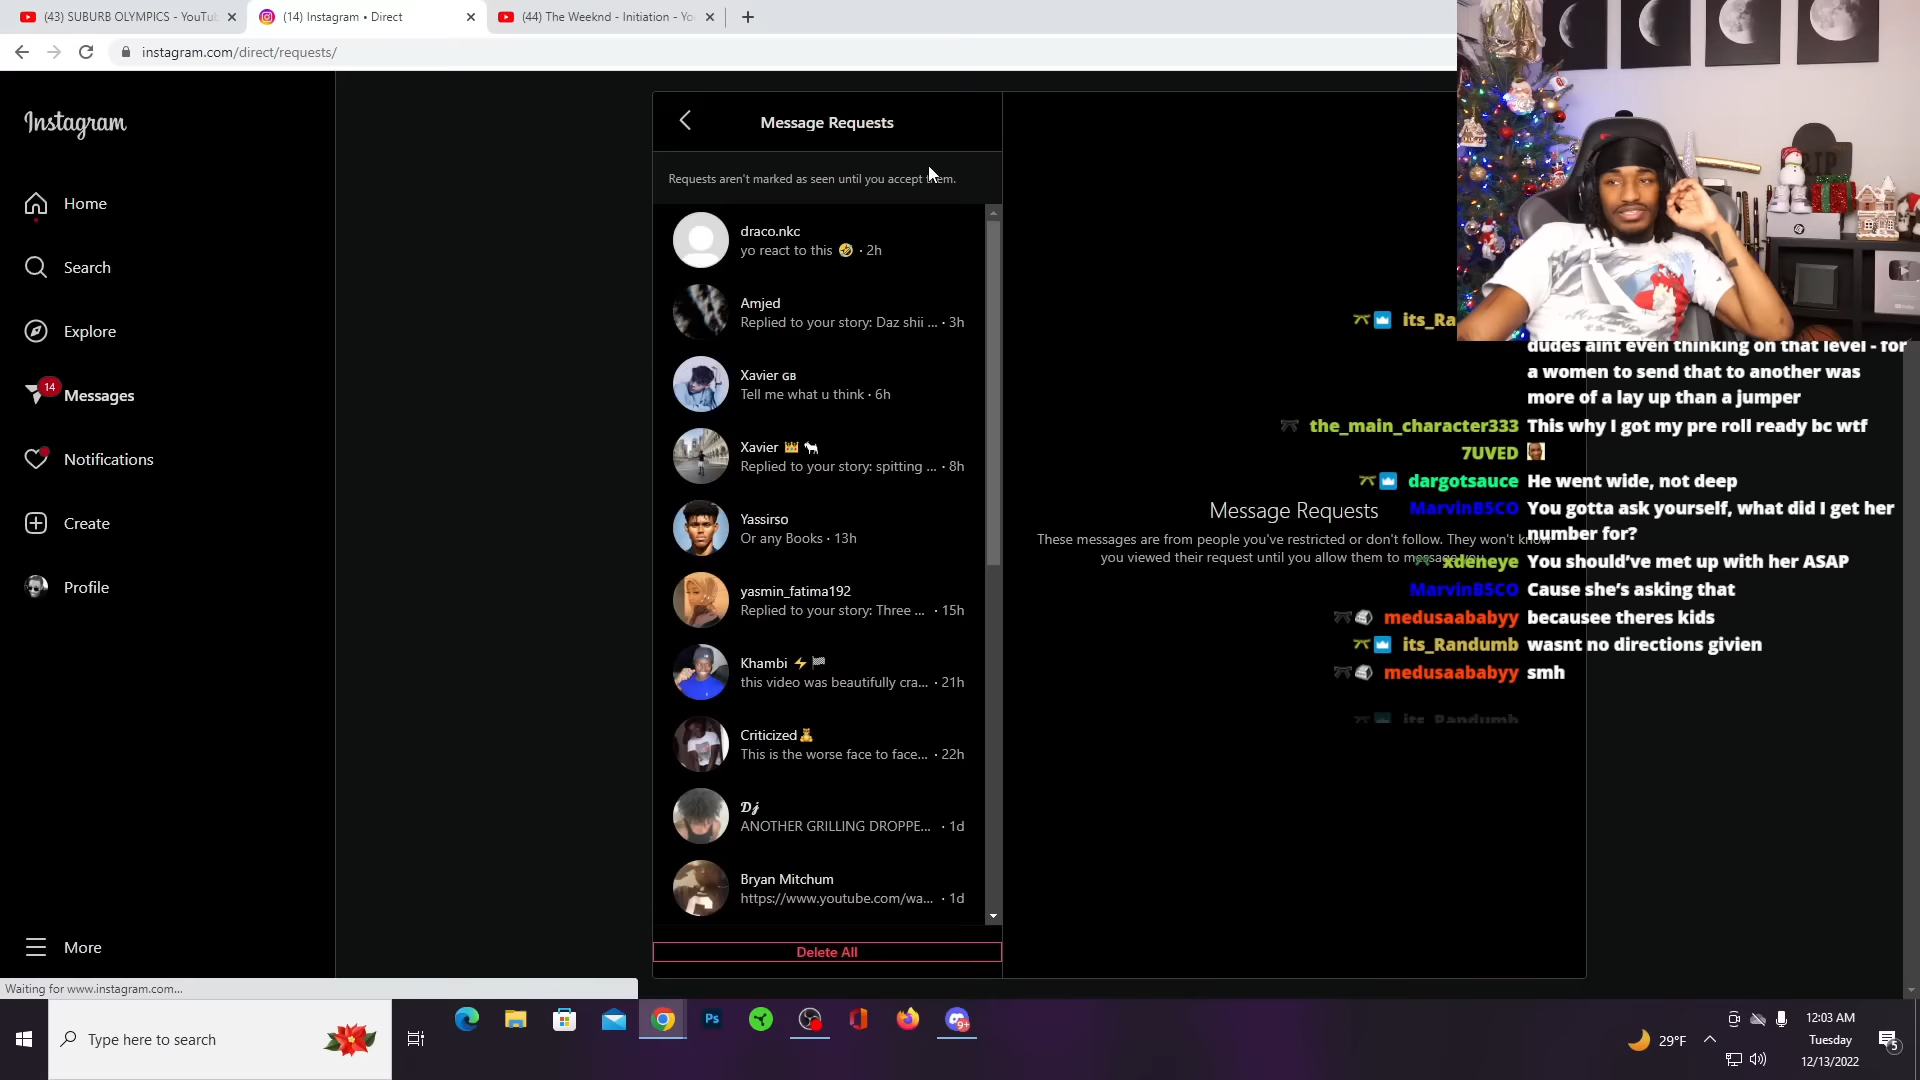 (43) SUBURB OLYMPICS - YouTu
(14) Instagram • Direct
(44) The Weeknd - Initiation - Yo
instagram.com/direct/requests/
Instagram
Home
Search
Explore
14
Messages
Notifications
Create
Profile
More
Message Requests
Requests aren't marked as seen until you accept them.
draco.nkc
yo react to this 🤣 · 2h
Amjed
Replied to your story: Daz shii ... · 3h
Xavier GB
Tell me what u think · 6h
Xavier 👑 🐐
Replied to your story: spitting ... · 8h
Yassirso
Or any Books · 13h
yasmin_fatima192
Replied to your story: Three ... · 15h
Khambi ⚡ 🏁
this video was beautifully cra... · 21h
Criticized🧸
This is the worse face to face... · 22h
𝓓𝓳
ANOTHER GRILLING DROPPE... · 1d
Bryan Mitchum
https://www.youtube.com/wa... · 1d
Delete All
Message Requests
These messages are from people you've restricted or don't follow. They won't know
you viewed their request until you allow them to message you.
RIP
its_Ra
dudes aint even thinking on that level - for
a women to send that to another was
more of a lay up than a jumper
the_main_character333 This why I got my pre roll ready bc wtf
7UVED
dargotsauce He went wide, not deep
MarvinB5CO You gotta ask yourself, what did I get her
number for?
xdeneye You should've met up with her ASAP
MarvinB5CO Cause she's asking that
medusaababyy becausee theres kids
its_Randumb wasnt no directions givien
medusaababyy smh
its_Randumb
Waiting for www.instagram.com...
Type here to search
Ps
9+
29°F
12:03 AM
Tuesday
12/13/2022
5